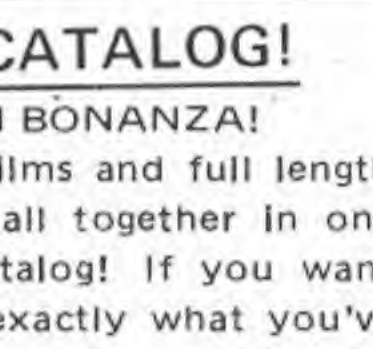 CATALOG!
BONANZA!
ilms and full lengt
all together in on
talog! If you wan
exactly what you'v